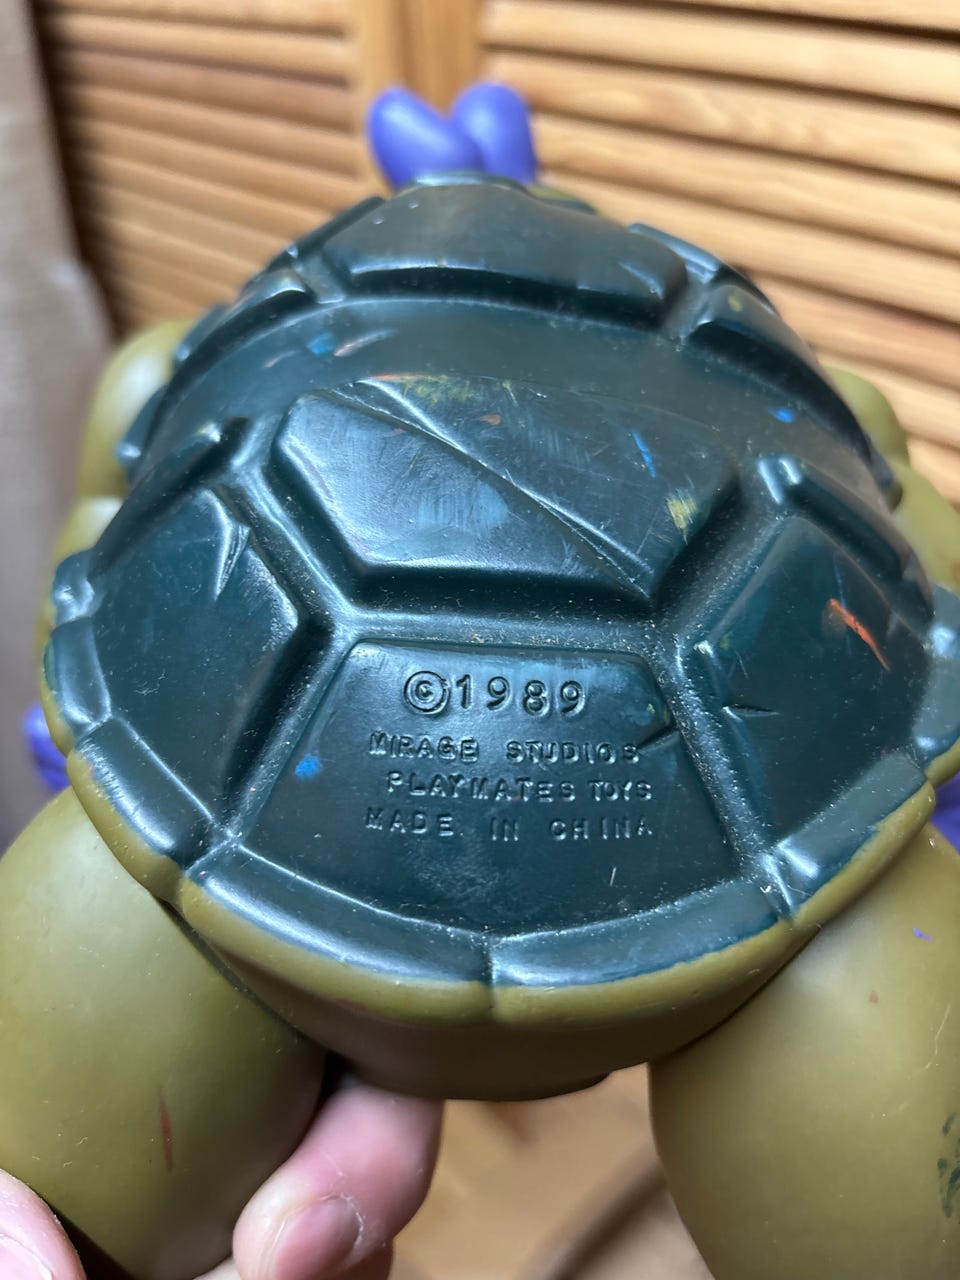 ©1989
MIRAGE STUDIOS
PLAYMATES TOYS
MADE IN CHINA